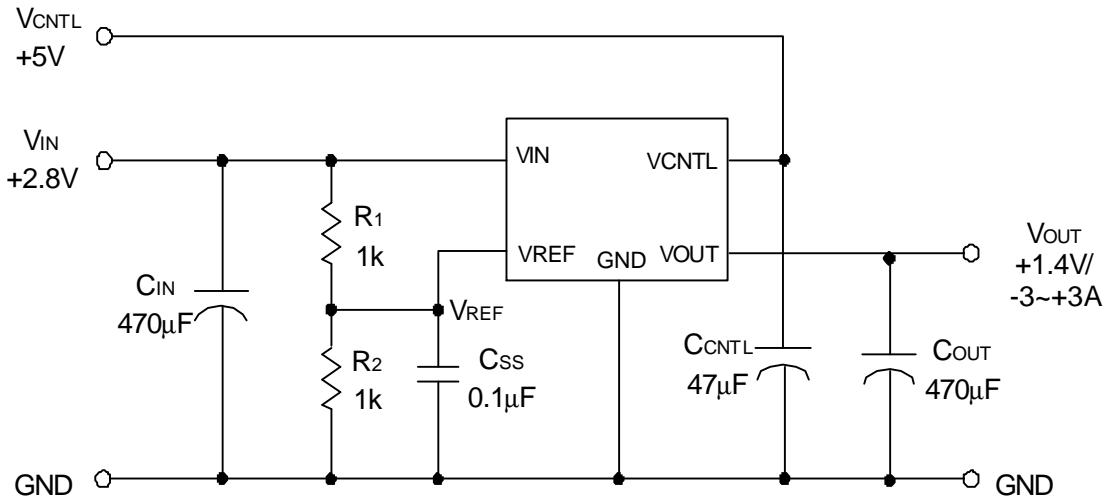 VCNTL
+5V
VIN
+2.8V
VIN
VCNTL
R1
1k
VREF
GND
VOUT
VOUT
+1.4V/
-3~+3A
CIN
470μF
VREF
R2
1k
CSS
0.1μF
CCNTL
47μF
COUT
470μF
GND
GND